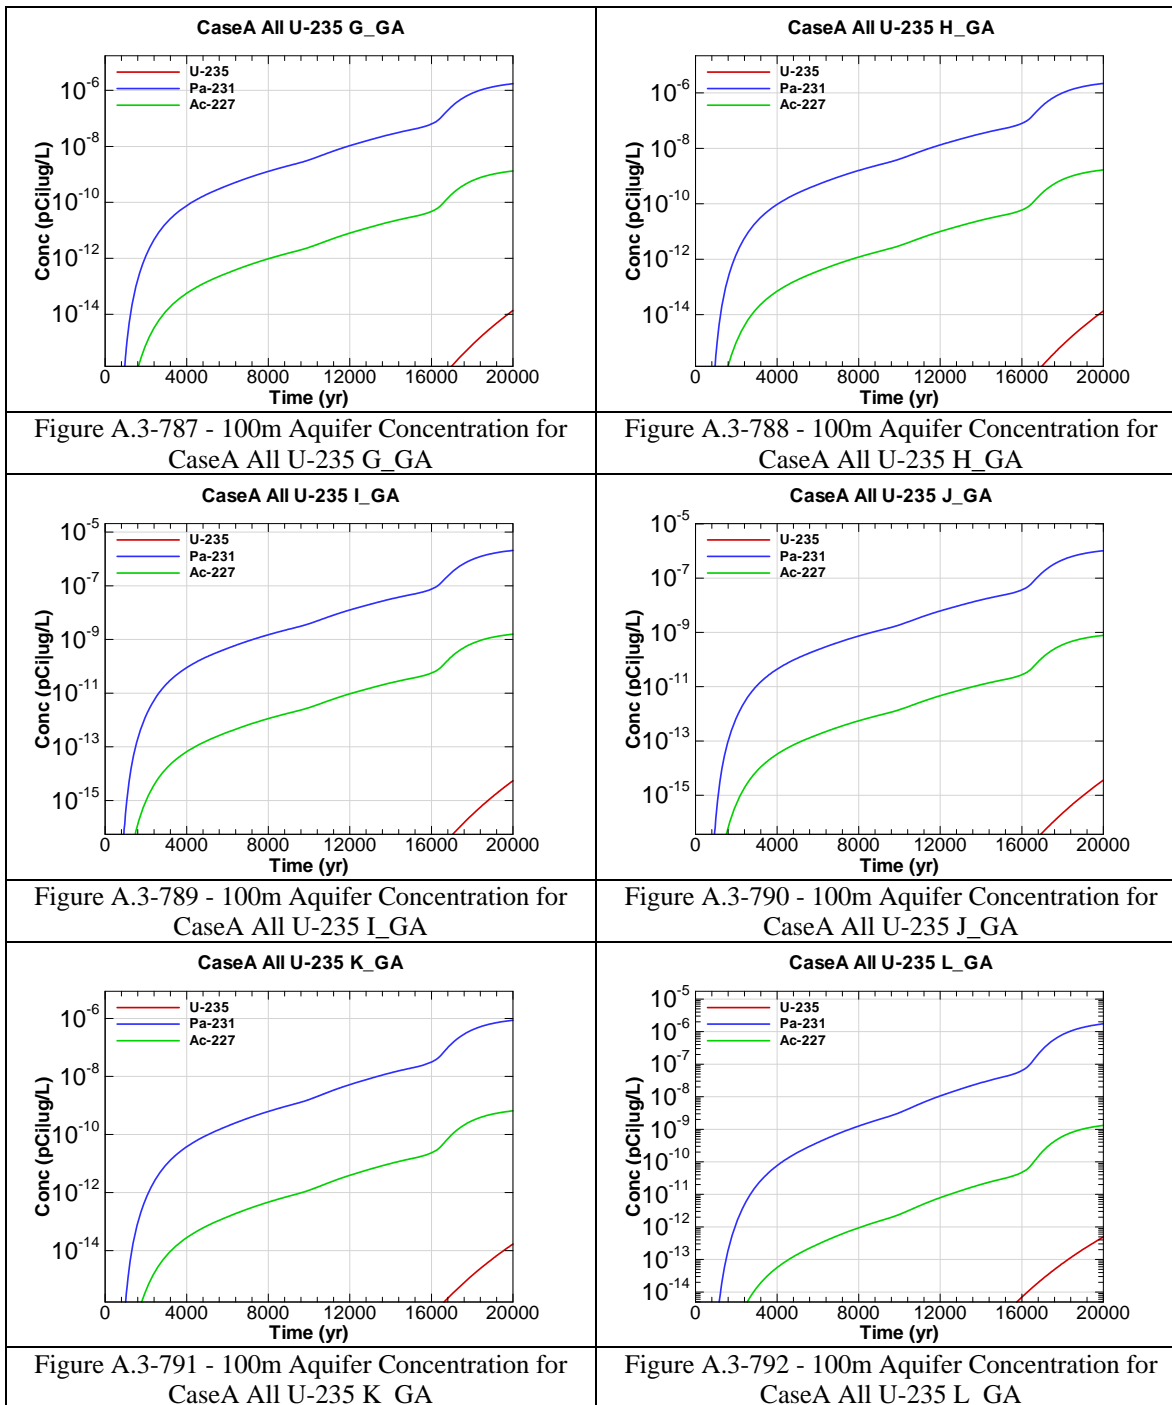 CaseA All U-235 G_GA
U-235
Pa-231
Ac-227
10^-6
10^-8
10^-10
10^-12
10^-14
Conc (pCi|ug/L)
0 4000 8000 12000 16000 20000
Time (yr)
Figure A.3-787 - 100m Aquifer Concentration for
CaseA All U-235 G_GA
CaseA All U-235 H_GA
U-235
Pa-231
Ac-227
10^-6
10^-8
10^-10
10^-12
10^-14
Conc (pCi|ug/L)
0 4000 8000 12000 16000 20000
Time (yr)
Figure A.3-788 - 100m Aquifer Concentration for
CaseA All U-235 H_GA
CaseA All U-235 I_GA
U-235
Pa-231
Ac-227
10^-5
10^-7
10^-9
10^-11
10^-13
10^-15
Conc (pCi|ug/L)
0 4000 8000 12000 16000 20000
Time (yr)
Figure A.3-789 - 100m Aquifer Concentration for
CaseA All U-235 I_GA
CaseA All U-235 J_GA
U-235
Pa-231
Ac-227
10^-5
10^-7
10^-9
10^-11
10^-13
10^-15
Conc (pCi|ug/L)
0 4000 8000 12000 16000 20000
Time (yr)
Figure A.3-790 - 100m Aquifer Concentration for
CaseA All U-235 J_GA
CaseA All U-235 K_GA
U-235
Pa-231
Ac-227
10^-6
10^-8
10^-10
10^-12
10^-14
Conc (pCi|ug/L)
0 4000 8000 12000 16000 20000
Time (yr)
Figure A.3-791 - 100m Aquifer Concentration for
CaseA All U-235 K_GA
CaseA All U-235 L_GA
U-235
Pa-231
Ac-227
10^-5
10^-6
10^-7
10^-8
10^-9
10^-10
10^-11
10^-12
10^-13
10^-14
Conc (pCi|ug/L)
0 4000 8000 12000 16000 20000
Time (yr)
Figure A.3-792 - 100m Aquifer Concentration for
CaseA All U-235 L_GA